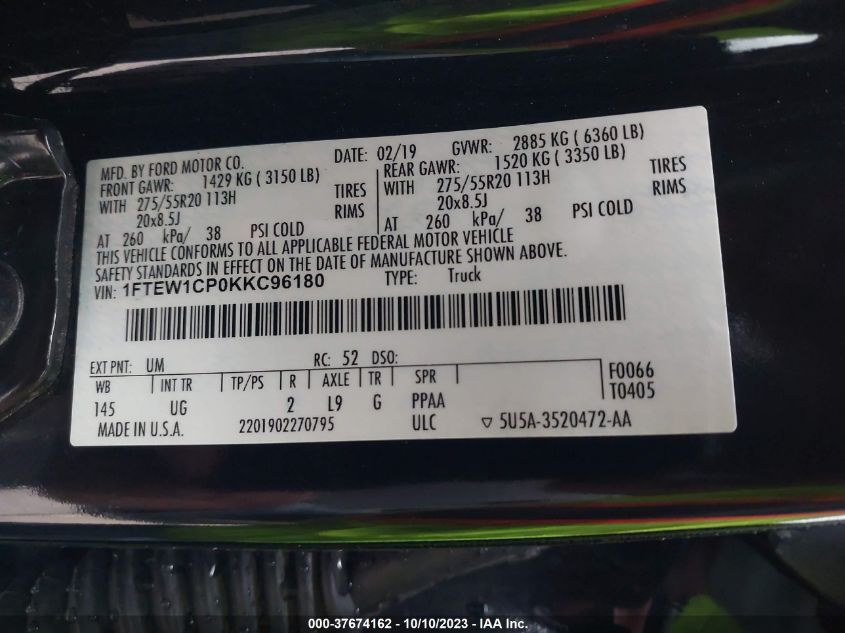 MFD. BY FORD MOTOR CO.
DATE: 02/19 GVWR: 2885 KG ( 6360 LB)
FRONT GAWR: 1429 KG ( 3150 LB)
REAR GAWR: 1520 KG ( 3350 LB)
WITH 275/55R20 113H TIRES
WITH 275/55R20 113H TIRES
20x8.5J RIMS
20x8.5J RIMS
AT 260 kPa/ 38 PSI COLD
AT 260 kPa/ 38 PSI COLD
THIS VEHICLE CONFORMS TO ALL APPLICABLE FEDERAL MOTOR VEHICLE
SAFETY STANDARDS IN EFFECT ON THE DATE OF MANUFACTURE SHOWN ABOVE.
VIN: 1FTEW1CP0KKC96180 TYPE: Truck
EXT PNT: UM RC: 52 DSO:
WB INT TR TP/PS R AXLE TR SPR F0066
145 UG 2 L9 G PPAA T0405
MADE IN U.S.A. 2201902270795 ULC ▽ 5U5A-3520472-AA
000-37674162 - 10/10/2023 - IAA Inc.